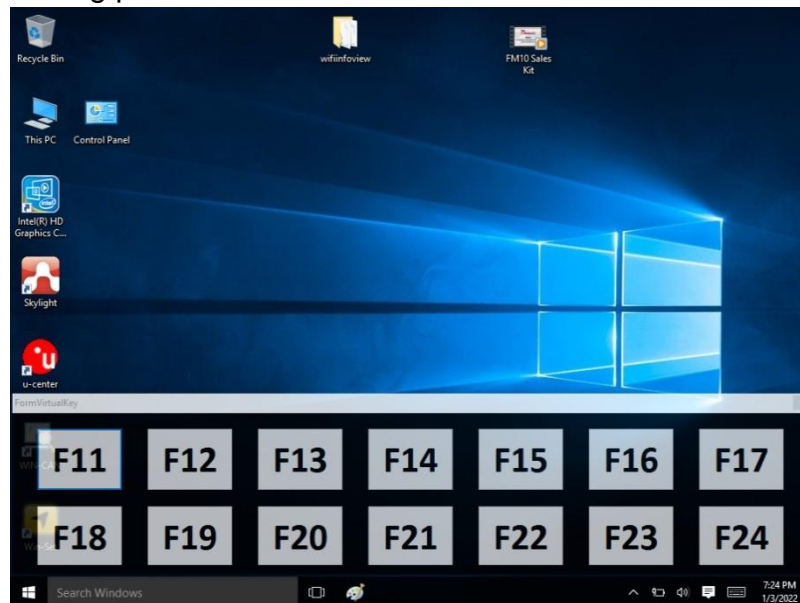 Recycle Bin
wifiinfoview
FM10 Sales
Kit
This PC
Control Panel
Intel(R) HD
Graphics C...
Skylight
u-center
FormVirtualKey
F11
F12
F13
F14
F15
F16
F17
F18
F19
F20
F21
F22
F23
F24
Search Windows
7:24 PM
1/3/2022